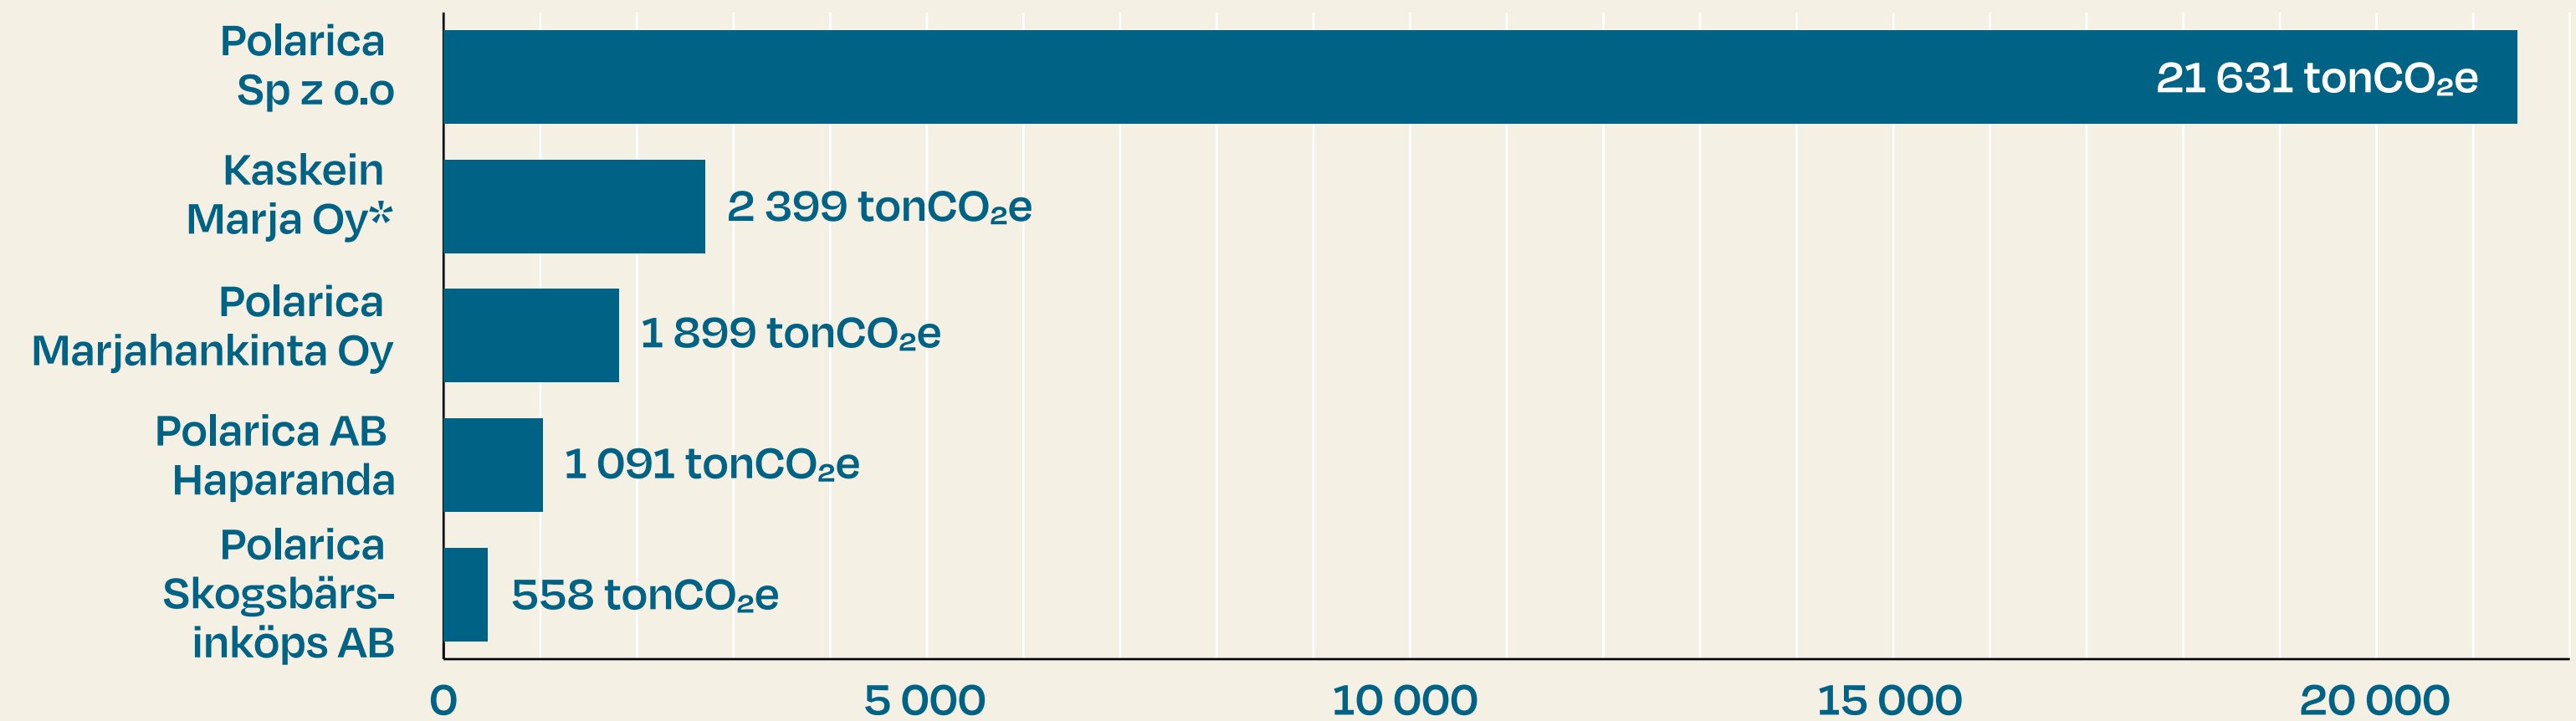 Polarica
Sp z o.o
21 631 tonCO₂e
Kaskein
Marja Oy*
2 399 tonCO₂e
Polarica
Marjahankinta Oy
1 899 tonCO₂e
Polarica AB
Haparanda
1 091 tonCO₂e
Polarica
Skogsbärs-
inköps AB
558 tonCO₂e
0 5 000 10 000 15 000 20 000